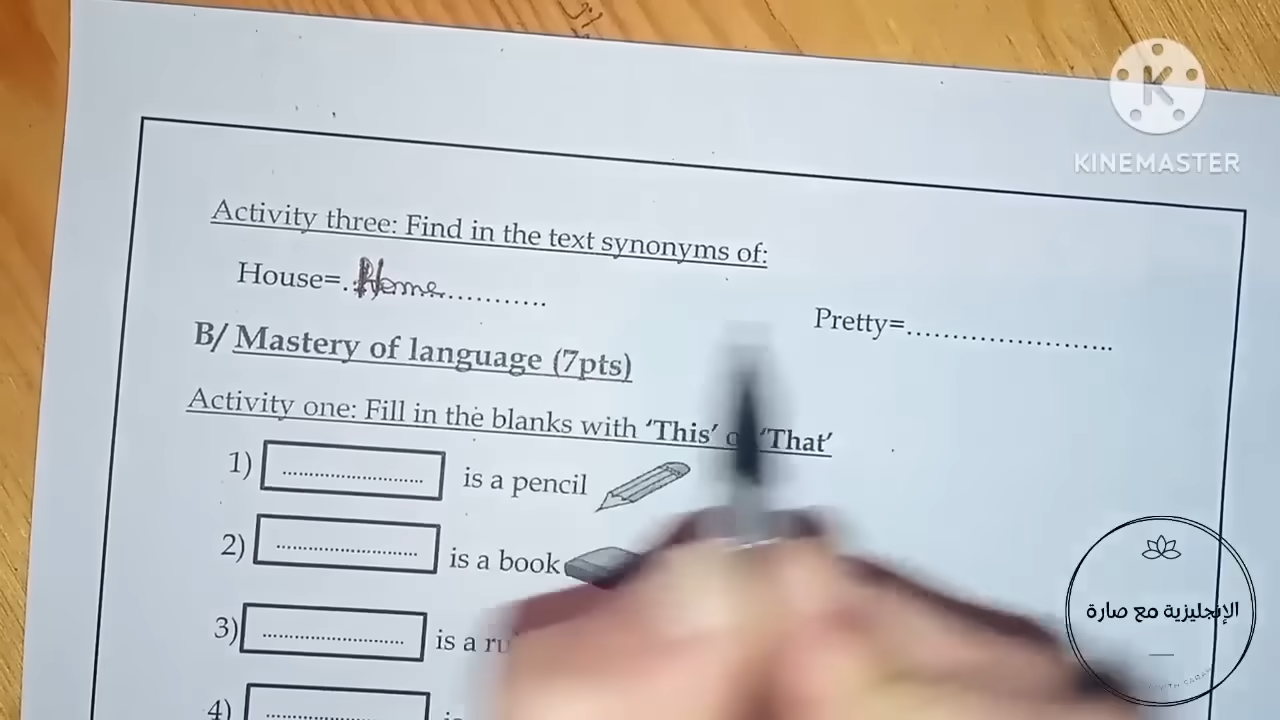 KINEMASTER
Activity three: Find in the text synonyms of:
House=..Home............
Pretty=.......................
B/ Mastery of language (7pts)
Activity one: Fill in the blanks with 'This' 'That'
1) .......................... is a pencil
2) .......................... is a book
3) .......................... is a
4) ..........................
الإنجليزية مع صارة